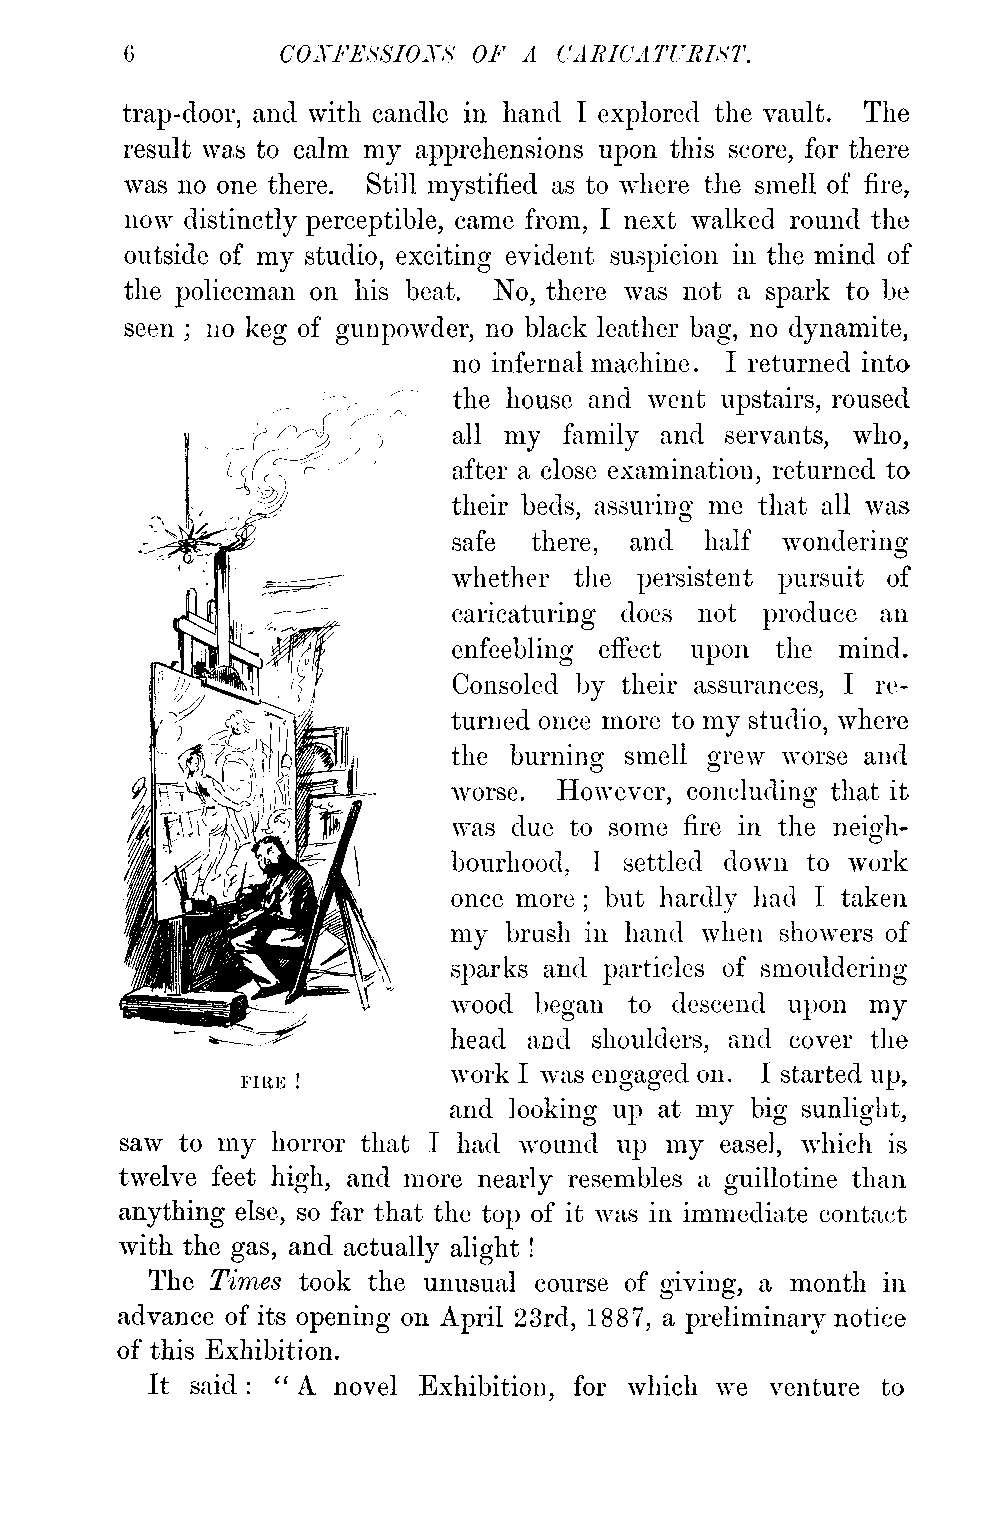 6 CONFESSIONS OF A CARICATURIST.
trap-door, and with candle in hand I explored the vault. The
result was to calm my apprehensions upon this score, for there
was no one there. Still mystified as to where the smell of fire,
now distinctly perceptible, came from, I next walked round the
outside of my studio, exciting evident suspicion in the mind of
the policeman on his beat. No, there was not a spark to be
seen ; no keg of gunpowder, no black leather bag, no dynamite,
no infernal machine. I returned into
the house and went upstairs, roused
all my family and servants, who,
after a close examination, returned to
their beds, assuring me that all was
safe there, and half wondering
whether the persistent pursuit of
caricaturing does not produce an
enfeebling effect upon the mind.
Consoled by their assurances, I re-
turned once more to my studio, where
the burning smell grew worse and
worse. However, concluding that it
was due to some fire in the neigh-
bourhood, I settled down to work
once more ; but hardly had I taken
my brush in hand when showers of
sparks and particles of smouldering
wood began to descend upon my
head and shoulders, and cover the
work I was engaged on. I started up,
and looking up at my big sunlight,
FIRE !
saw to my horror that I had wound up my easel, which is
twelve feet high, and more nearly resembles a guillotine than
anything else, so far that the top of it was in immediate contact
with the gas, and actually alight !
The Times took the unusual course of giving, a month in
advance of its opening on April 23rd, 1887, a preliminary notice
of this Exhibition.
It said : “ A novel Exhibition, for which we venture to